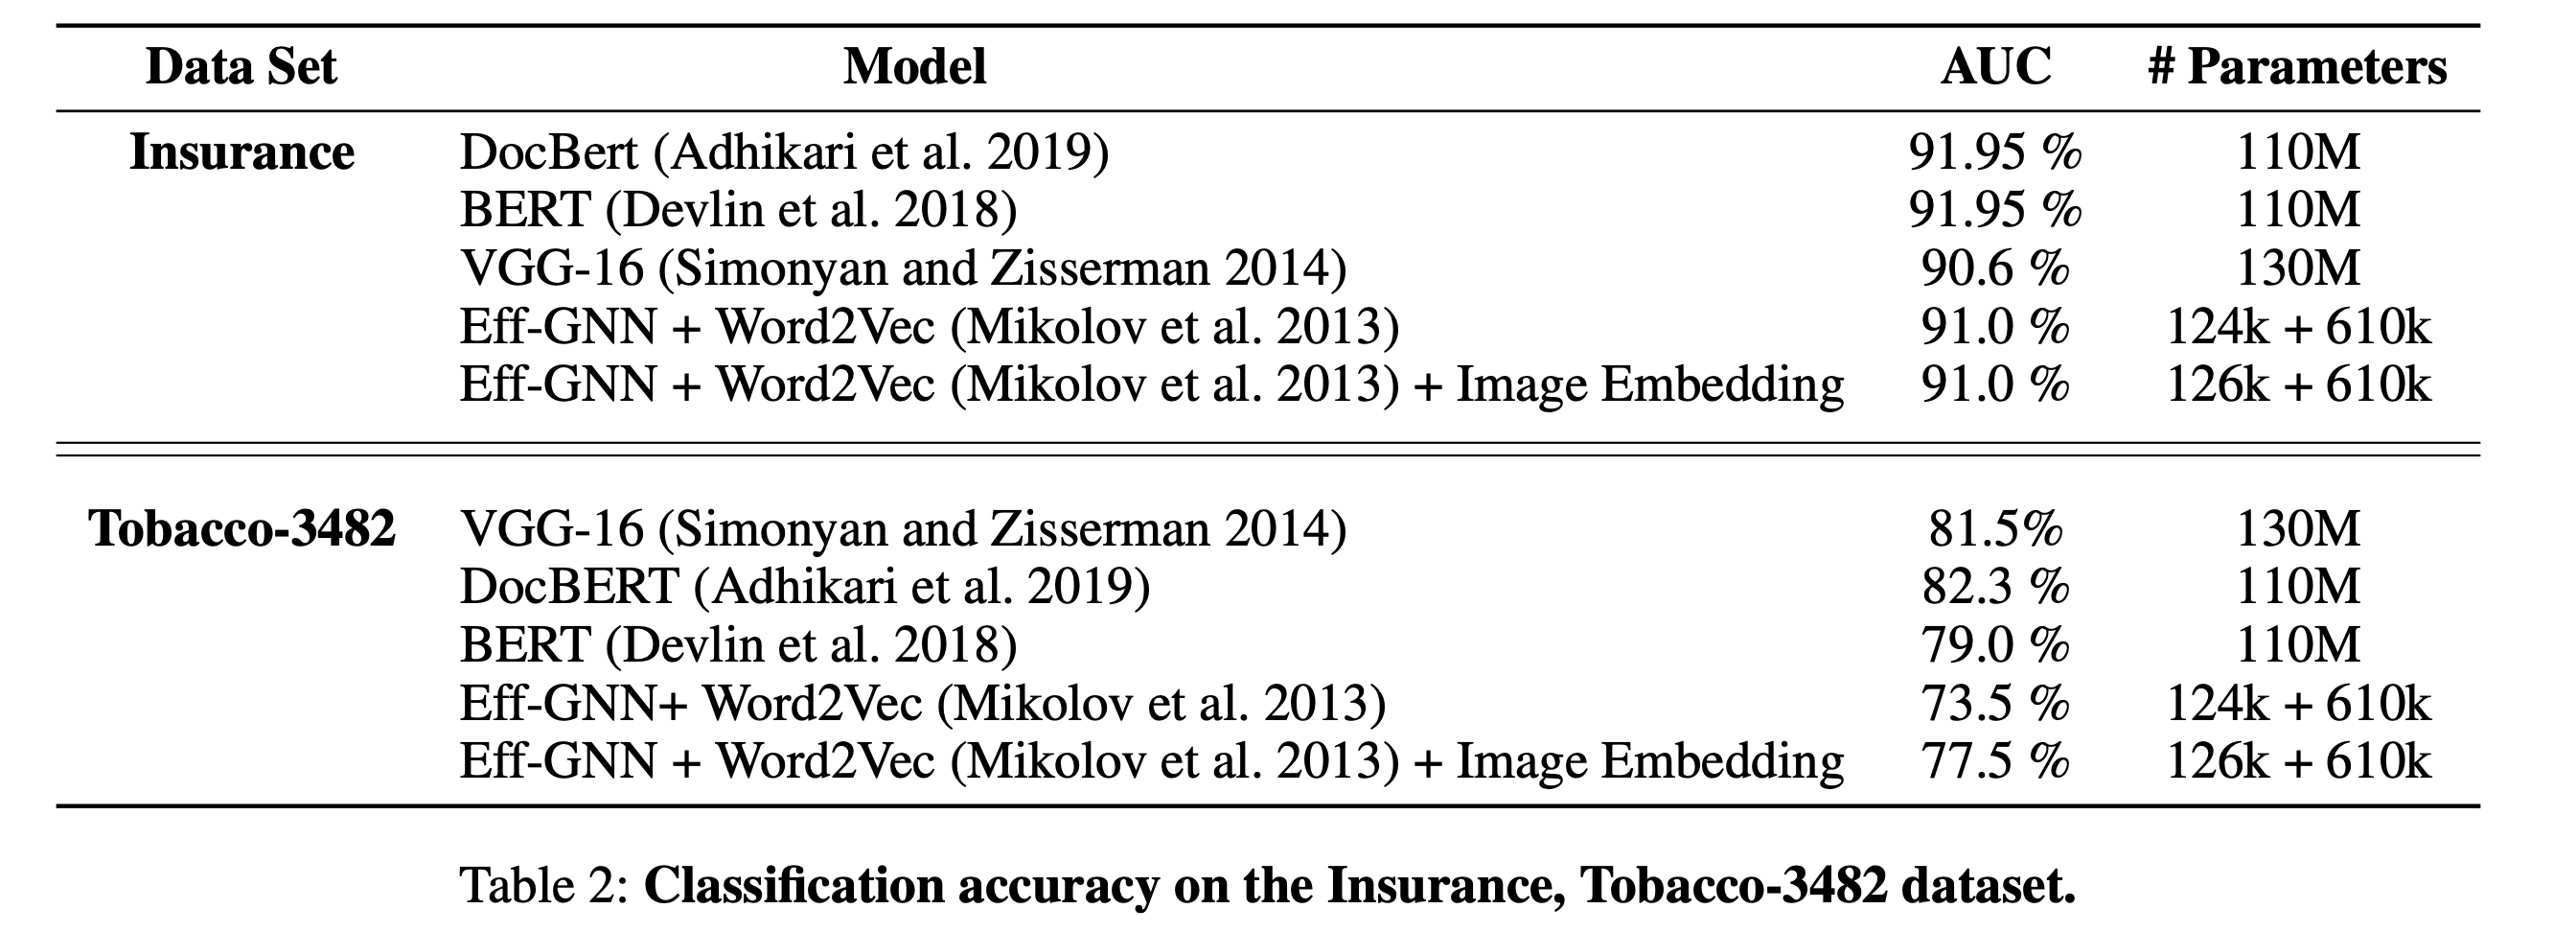 Data Set Model AUC # Parameters
Insurance DocBert (Adhikari et al. 2019) 91.95 % 110M
BERT (Devlin et al. 2018) 91.95 % 110M
VGG-16 (Simonyan and Zisserman 2014) 90.6 % 130M
Eff-GNN + Word2Vec (Mikolov et al. 2013) 91.0 % 124k + 610k
Eff-GNN + Word2Vec (Mikolov et al. 2013) + Image Embedding 91.0 % 126k + 610k
Tobacco-3482 VGG-16 (Simonyan and Zisserman 2014) 81.5% 130M
DocBERT (Adhikari et al. 2019) 82.3 % 110M
BERT (Devlin et al. 2018) 79.0 % 110M
Eff-GNN+ Word2Vec (Mikolov et al. 2013) 73.5 % 124k + 610k
Eff-GNN + Word2Vec (Mikolov et al. 2013) + Image Embedding 77.5 % 126k + 610k
Table 2: Classification accuracy on the Insurance, Tobacco-3482 dataset.